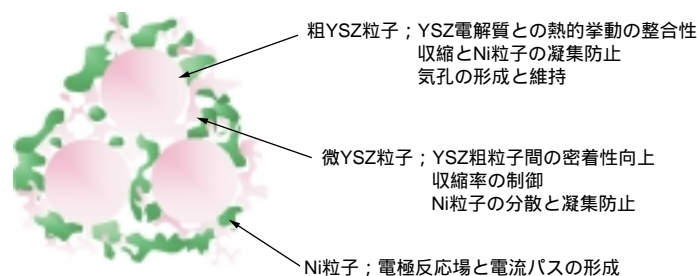 粗YSZ粒子；YSZ電解質との熱的挙動の整合性
収縮とNi粒子の凝集防止
気孔の形成と維持
微YSZ粒子；YSZ粗粒子間の密着性向上
収縮率の制御
Ni粒子の分散と凝集防止
Ni粒子；電極反応場と電流パスの形成